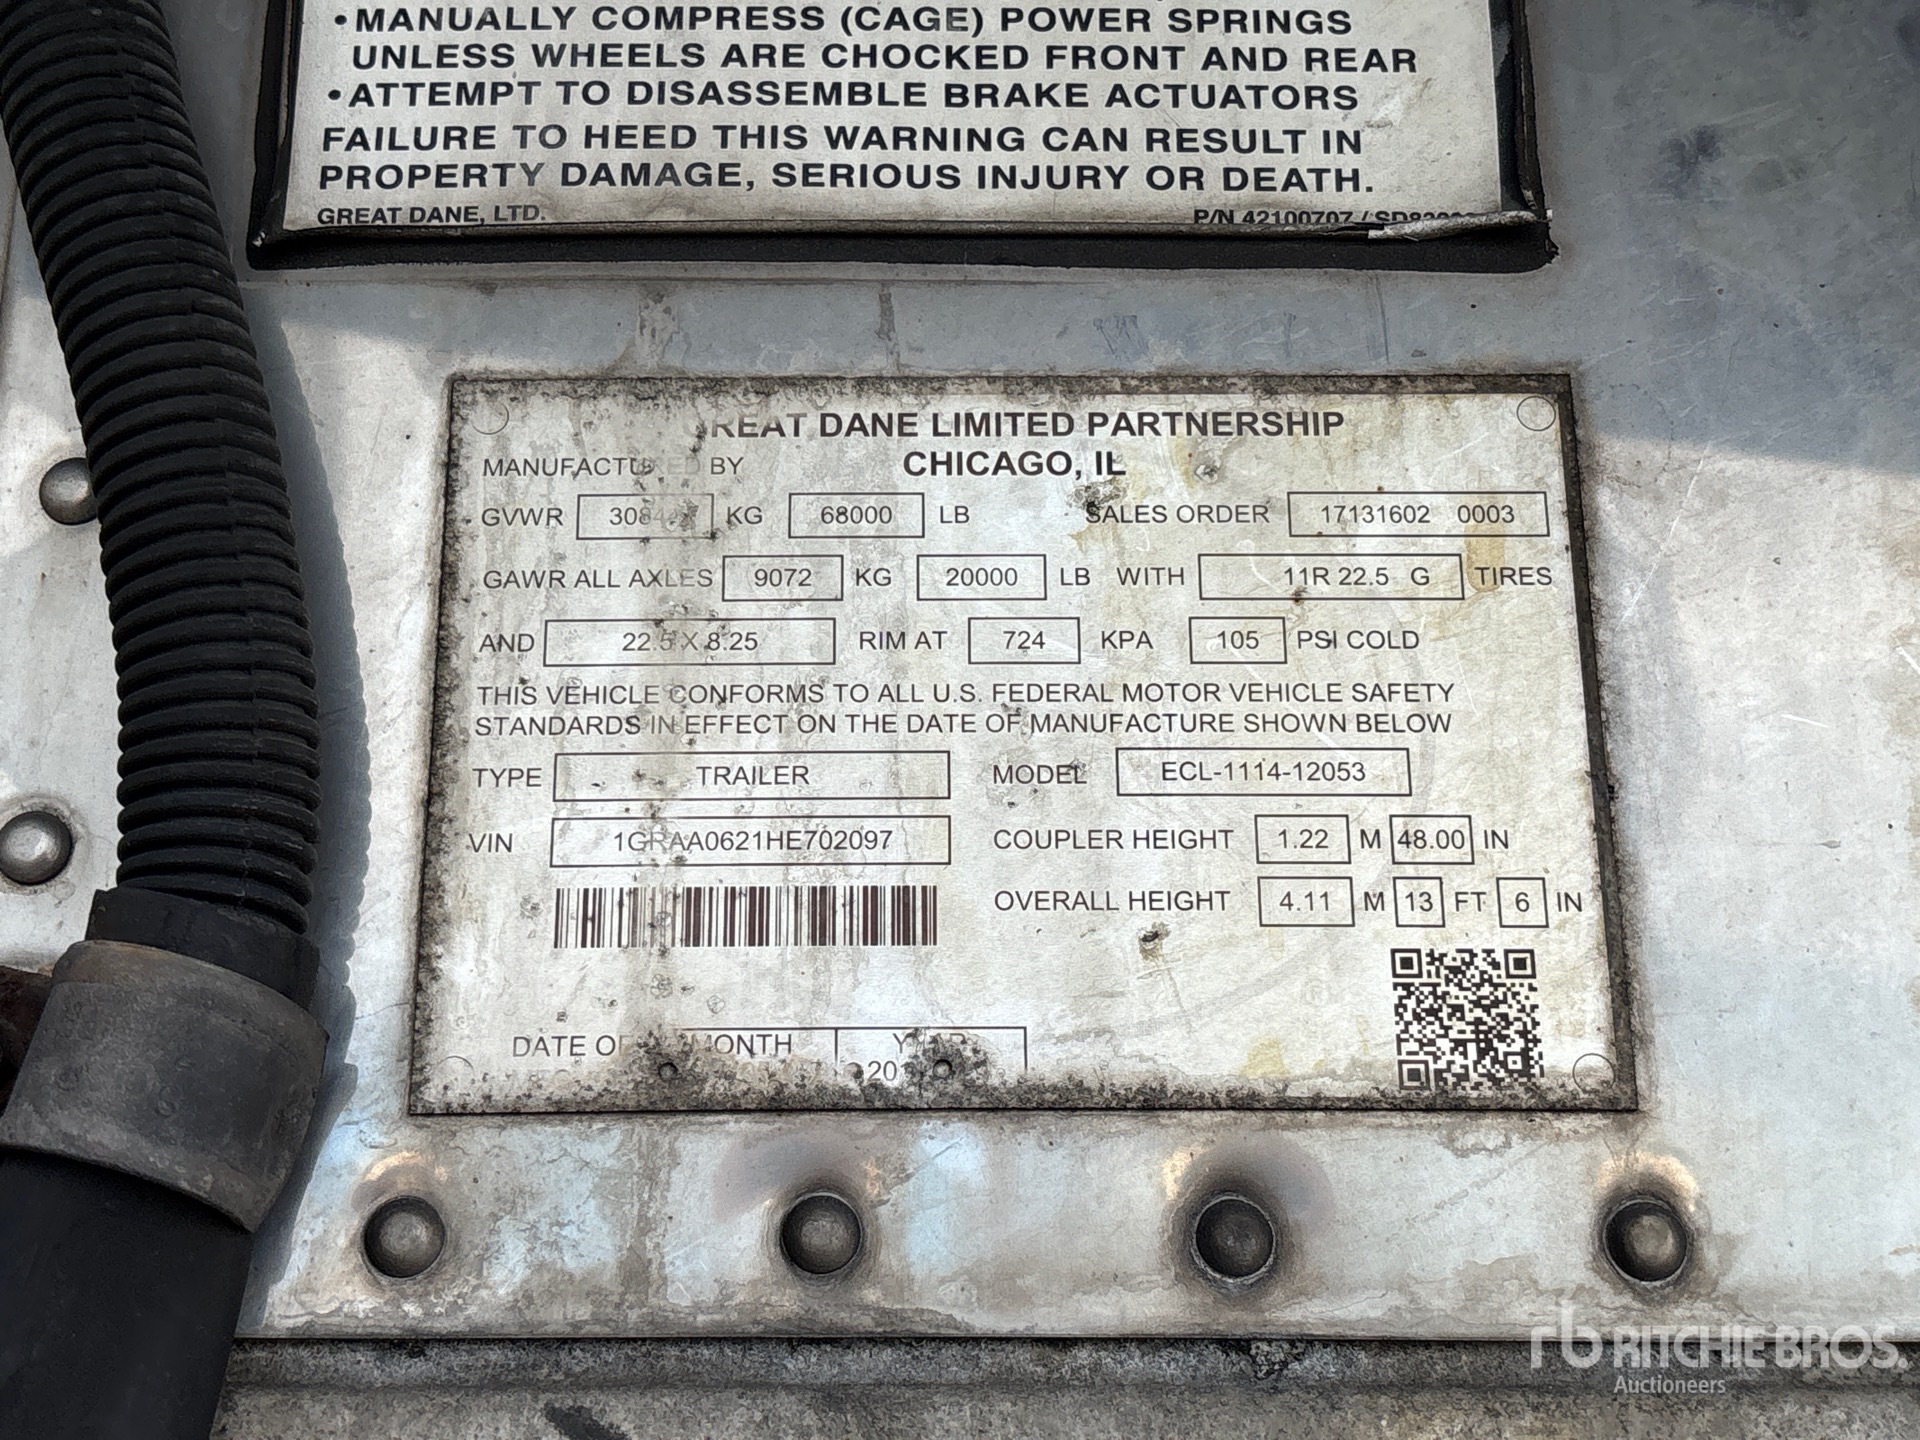 • MANUALLY COMPRESS (CAGE) POWER SPRINGS
UNLESS WHEELS ARE CHOCKED FRONT AND REAR
• ATTEMPT TO DISASSEMBLE BRAKE ACTUATORS
FAILURE TO HEED THIS WARNING CAN RESULT IN
PROPERTY DAMAGE, SERIOUS INJURY OR DEATH.
GREAT DANE, LTD. P/N 42100707 /
GREAT DANE LIMITED PARTNERSHIP
MANUFACTURED BY CHICAGO, IL
GVWR KG 68000 LB SALES ORDER 17131602 0003
GAWR ALL AXLES 9072 KG 20000 LB WITH 11R 22.5 G TIRES
AND 22.5 X 8.25 RIM AT 724 KPA 105 PSI COLD
THIS VEHICLE CONFORMS TO ALL U.S. FEDERAL MOTOR VEHICLE SAFETY
STANDARDS IN EFFECT ON THE DATE OF MANUFACTURE SHOWN BELOW
TYPE TRAILER MODEL ECL-1114-12053
VIN 1GRAA0621HE702097 COUPLER HEIGHT 1.22 M 48.00 IN
OVERALL HEIGHT 4.11 M 13 FT 6 IN
DATE OF MONTH YEAR
rb RITCHIE BROS.
Auctioneers